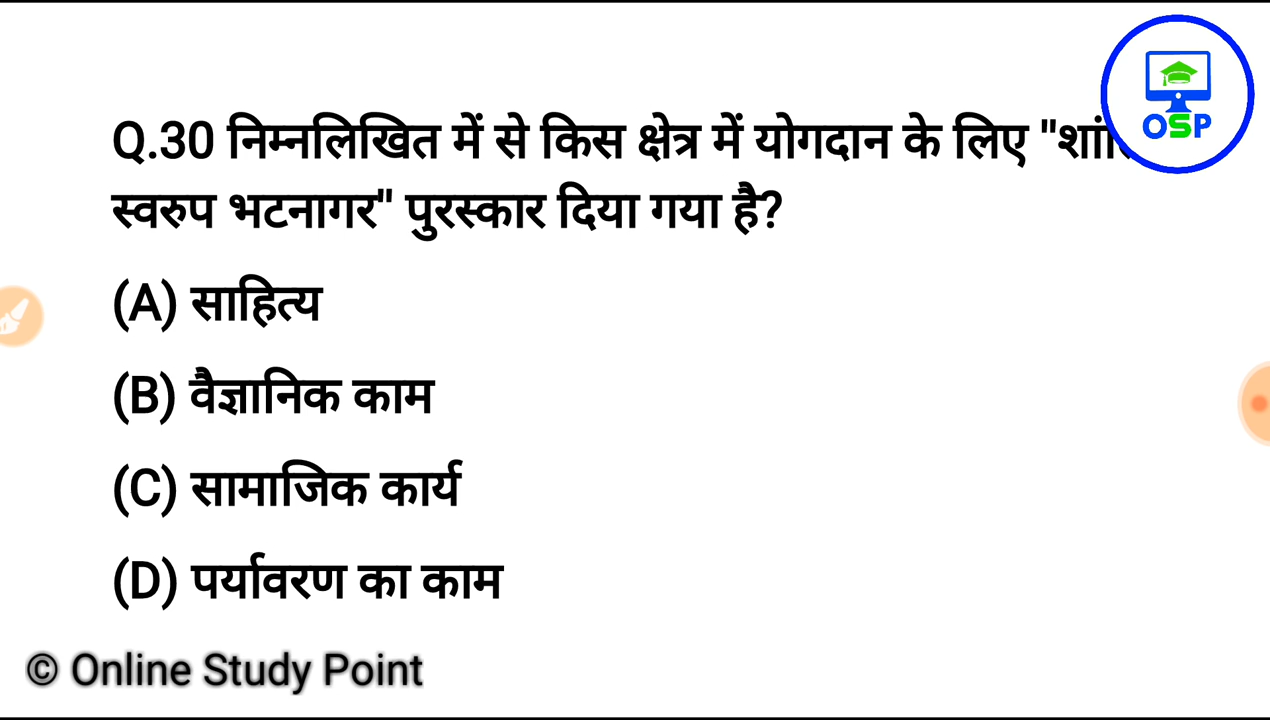 OSP
Q.30 निम्नलिखित में से किस क्षेत्र में योगदान के लिए
स्वरुप भटनागर" पुरस्कार दिया गया है?
(A) साहित्य
(B) वैज्ञानिक काम
(C) सामाजिक कार्य
(D) पर्यावरण का काम
© Online Study Point